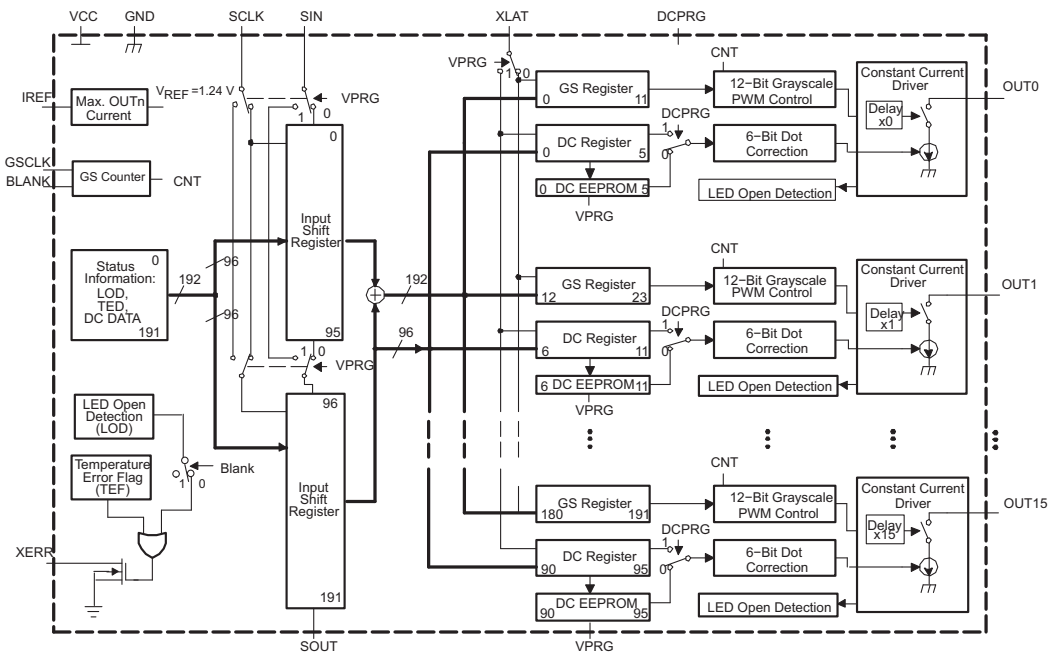 VCC
GND
SCLK
SIN
XLAT
DCPRG
IREF
Max. OUTn
Current
VREF =1.24 V
VPRG
1
0
GSCLK
BLANK
GS Counter
CNT
0
Status
Information:
LOD,
TED,
DC DATA
191
192
96
96
0
Input
Shift
Register
95
1
0
VPRG
96
Input
Shift
Register
191
SOUT
192
96
LED Open
Detection
(LOD)
Temperature
Error Flag
(TEF)
Blank
1
0
XERR
VPRG
1
0
GS Register
0
11
CNT
12−Bit Grayscale
PWM Control
DC Register
0
5
DCPRG
1
0
6−Bit Dot
Correction
0 DC EEPROM 5
VPRG
LED Open Detection
Constant Current
Driver
Delay
x0
OUT0
GS Register
12
23
CNT
12−Bit Grayscale
PWM Control
DC Register
6
11
DCPRG
1
0
6−Bit Dot
Correction
6 DC EEPROM 11
VPRG
LED Open Detection
Constant Current
Driver
Delay
x1
OUT1
GS Register
180
191
CNT
12−Bit Grayscale
PWM Control
DC Register
90
95
DCPRG
1
0
6−Bit Dot
Correction
DC EEPROM
90
95
VPRG
LED Open Detection
Constant Current
Driver
Delay
x15
OUT15